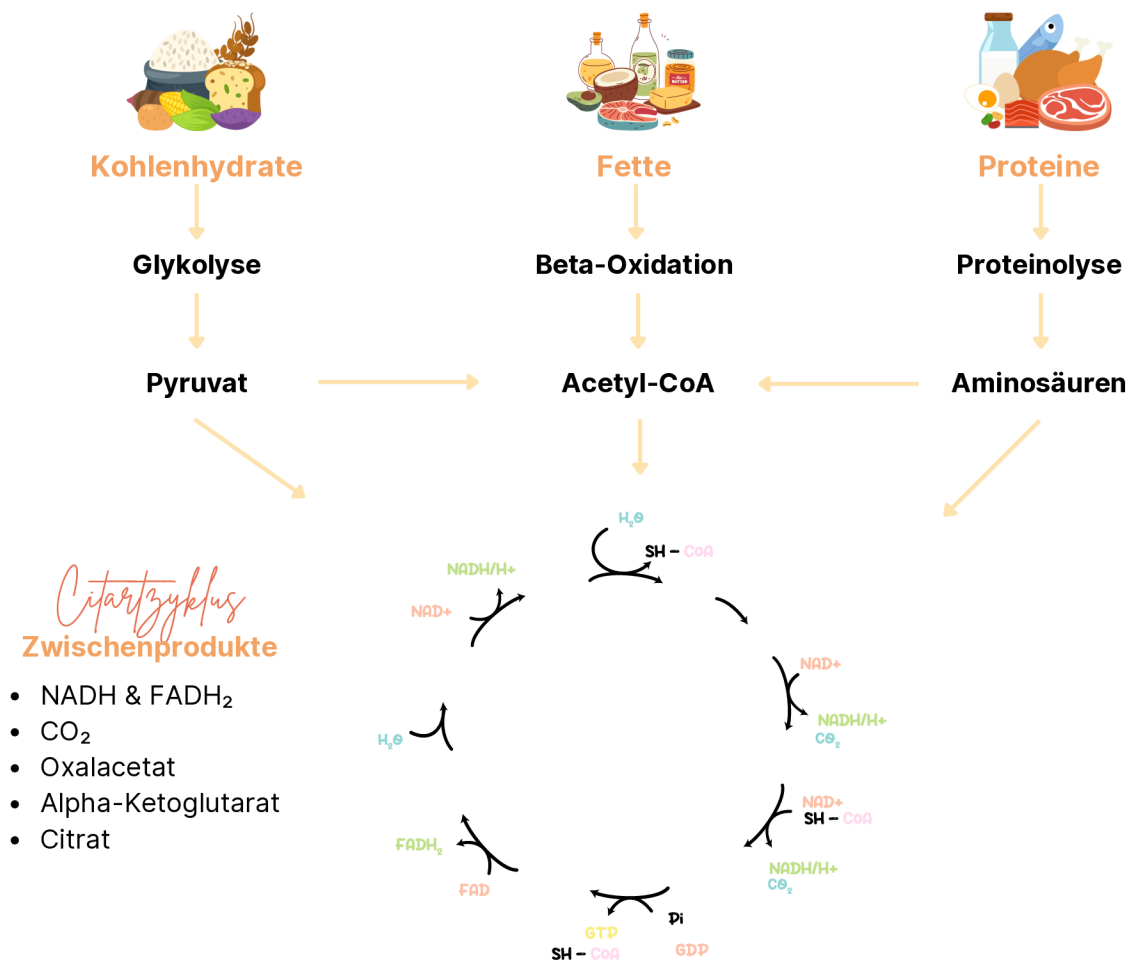 Kohlenhydrate
Fette
Proteine
Glykolyse
Beta-Oxidation
Proteinolyse
Pyruvat
Acetyl-CoA
Aminosäuren
H₂O
SH - CoA
NADH/H+
NAD+
Citartzyklus
Zwischenprodukte
• NADH & FADH₂
• CO₂
• Oxalacetat
• Alpha-Ketoglutarat
• Citrat
NAD+
NADH/H+
CO₂
H₂O
NAD+
SH - CoA
NADH/H+
CO₂
FADH₂
FAD
Pi
GTP
GDP
SH - CoA